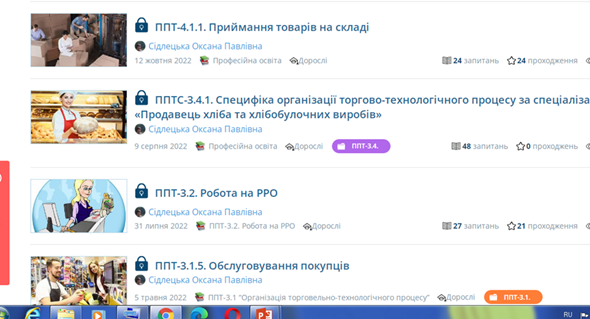 ППТ-4.1.1. Приймання товарів на складі
Сідлецька Оксана Павлівна
12 жовтня 2022 Професійна освіта Дорослі 24 запитань 24 проходження
ППТС-3.4.1. Специфіка організації торгово-технологічного процесу за спеціаліза
«Продавець хліба та хлібобулочних виробів»
Сідлецька Оксана Павлівна
9 серпня 2022 Професійна освіта Дорослі ППТ-3.4. 48 запитань 0 проходжень
ППТ-3.2. Робота на РРО
Сідлецька Оксана Павлівна
31 липня 2022 ППТ-3.2. Робота на РРО Дорослі 27 запитань 21 проходження
ППТ-3.1.5. Обслуговування покупців
Сідлецька Оксана Павлівна
5 травня 2022 ППТ-3.1 "Організація торговельно-технологічного процесу" Дорослі ППТ-3.1.
RU